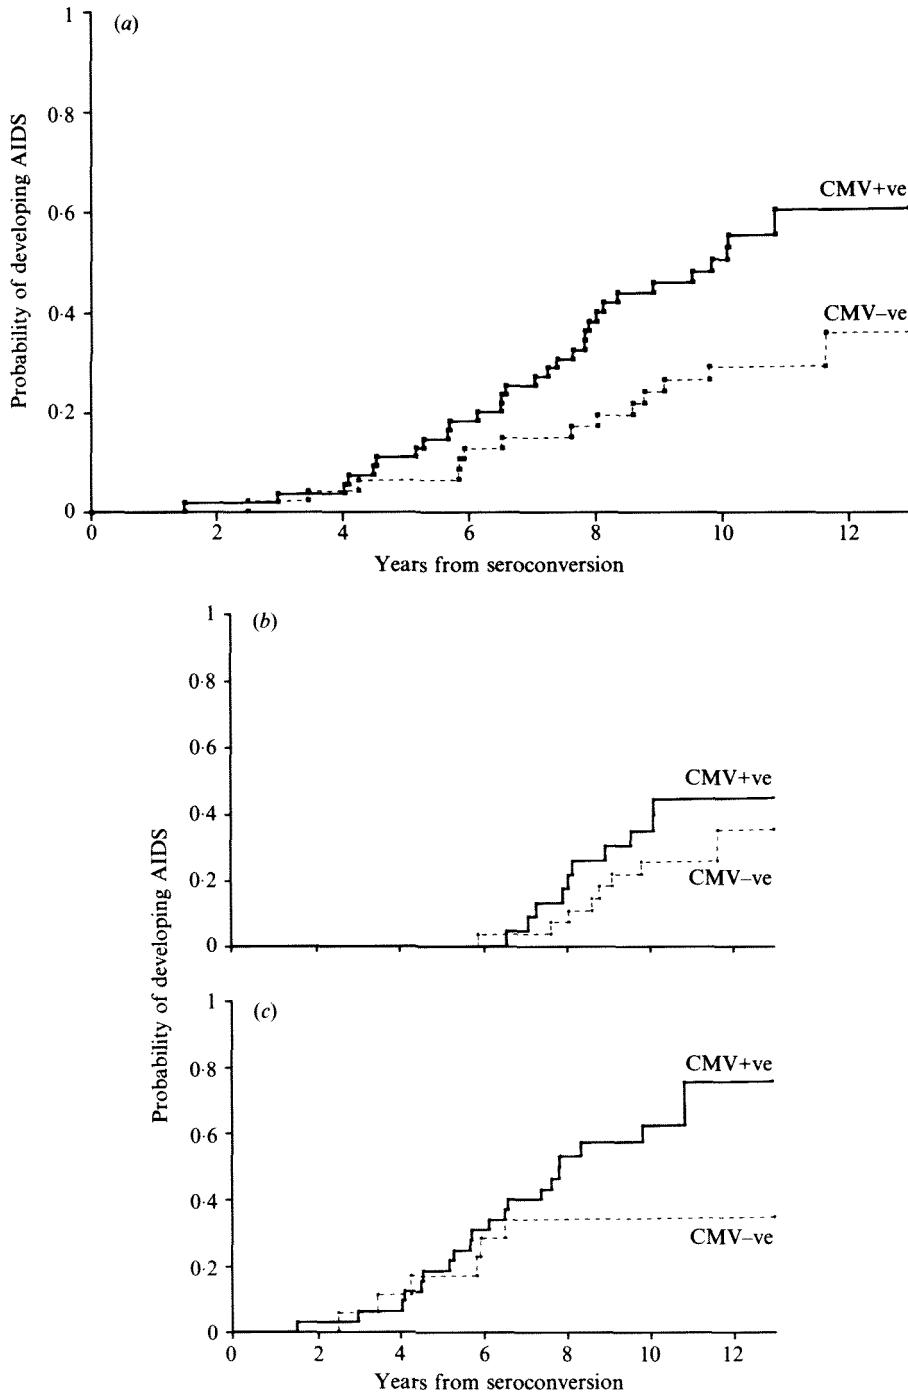 (a)
1
0·8
0·6
0·4
0·2
0
Probability of developing AIDS
CMV+ve
CMV−ve
0 2 4 6 8 10 12
Years from seroconversion
(b)
1
0·8
0·6
0·4
0·2
0
CMV+ve
CMV−ve
Probability of developing AIDS
(c)
1
0·8
0·6
0·4
0·2
0
CMV+ve
CMV−ve
0 2 4 6 8 10 12
Years from seroconversion